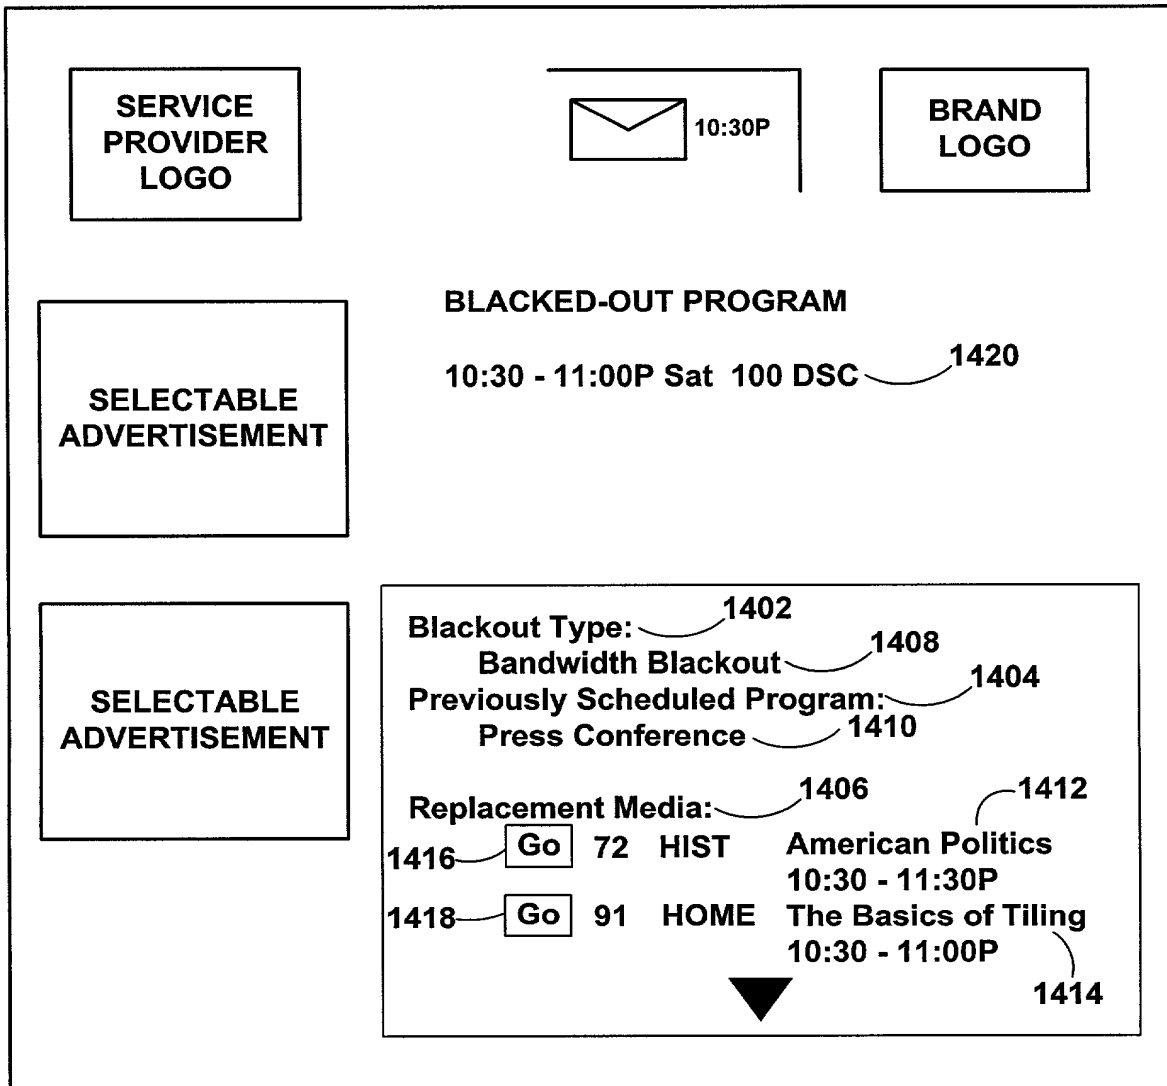 SERVICE
PROVIDER
LOGO
10:30P
BRAND
LOGO
BLACKED-OUT PROGRAM
10:30 - 11:00P Sat 100 DSC
1420
SELECTABLE
ADVERTISEMENT
SELECTABLE
ADVERTISEMENT
Blackout Type: 1402
Bandwidth Blackout 1408
Previously Scheduled Program: 1404
Press Conference 1410
Replacement Media: 1406
1412
1416 Go 72 HIST American Politics
10:30 - 11:30P
1418 Go 91 HOME The Basics of Tiling
10:30 - 11:00P
1414